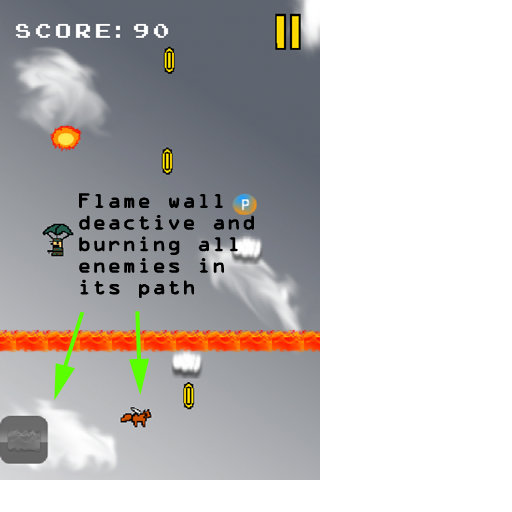 SCORE: 90
Flame wall
P
deactive and
burning all
enemies in
its path